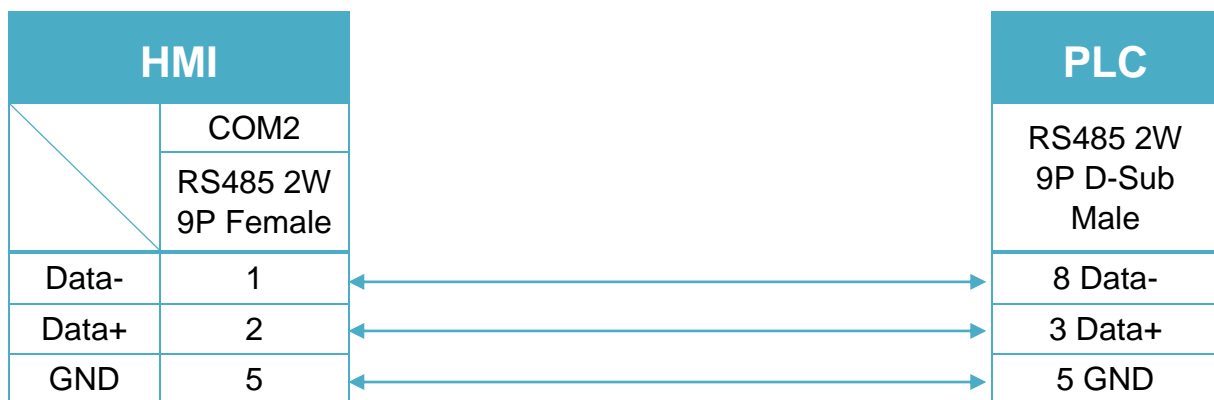 HMI
PLC
COM2
RS485 2W
9P Female
RS485 2W
9P D-Sub
Male
Data- 1 8 Data-
Data+ 2 3 Data+
GND 5 5 GND